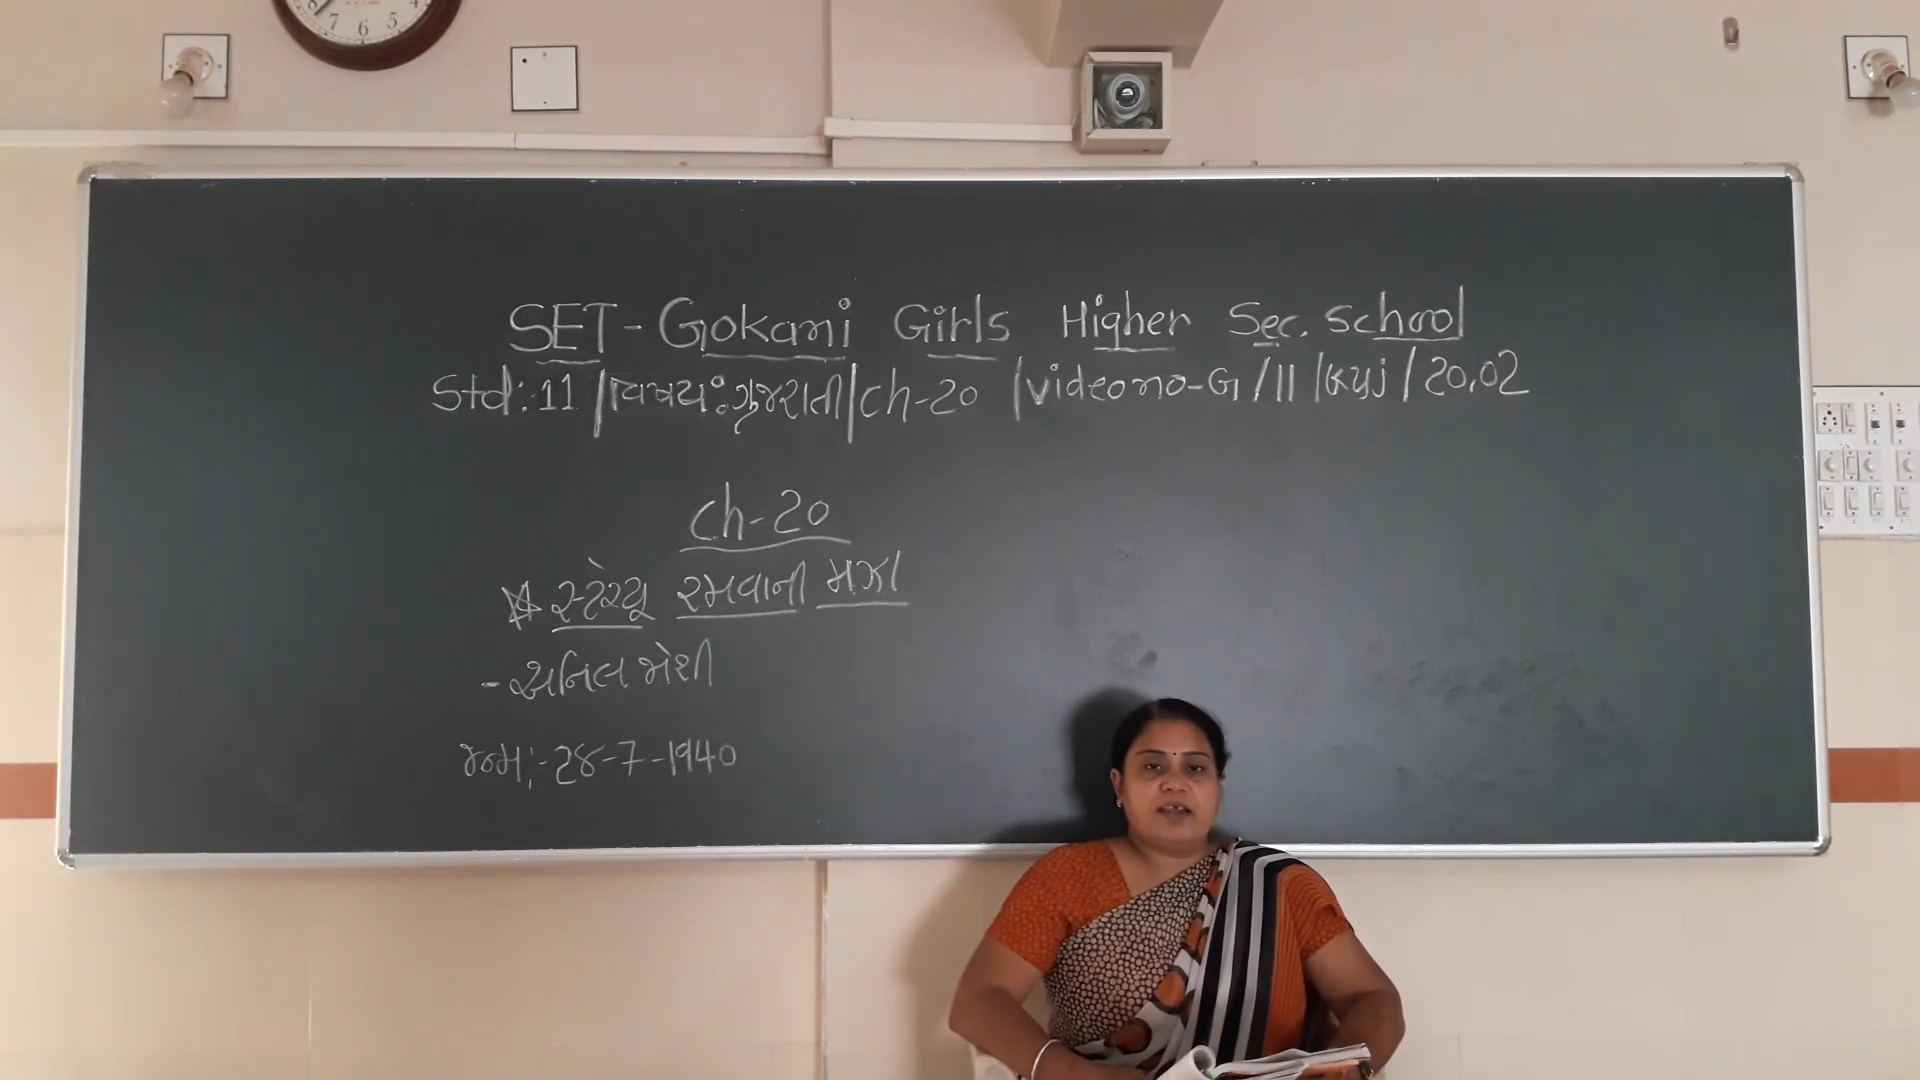 SET - Gokani Girls Higher Sec. School
Std:-11 / વિષય: ગુજરાતી / ch-20 / video no - G / 11 / Guj / 20.02
Ch-20
સ્ટેચ્યૂ રમવાની મઝા
- અનિલ જોશી
જન્મ:- 28-7-1940